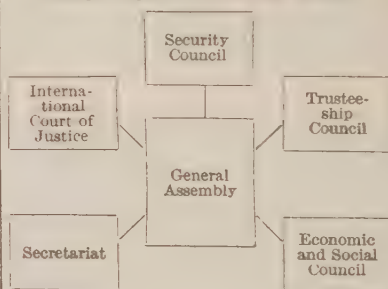 Security
Council
Interna-
tional
Court of
Justice
Trustee-
ship
Council
General
Assembly
Secretariat
Economic
and Social
Council